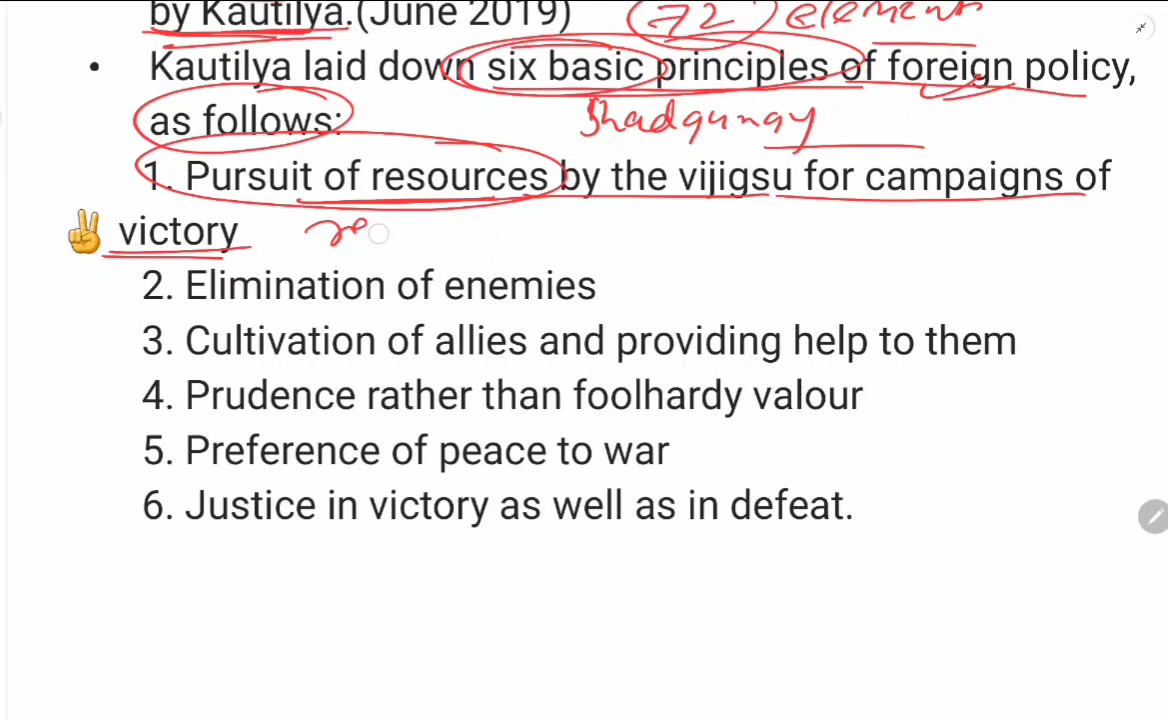 by Kautilya.(June 2019) 72 element
• Kautilya laid down six basic principles of foreign policy,
as follows: Shadgunay
1. Pursuit of resources by the vijigsu for campaigns of
✌ victory
2. Elimination of enemies
3. Cultivation of allies and providing help to them
4. Prudence rather than foolhardy valour
5. Preference of peace to war
6. Justice in victory as well as in defeat.